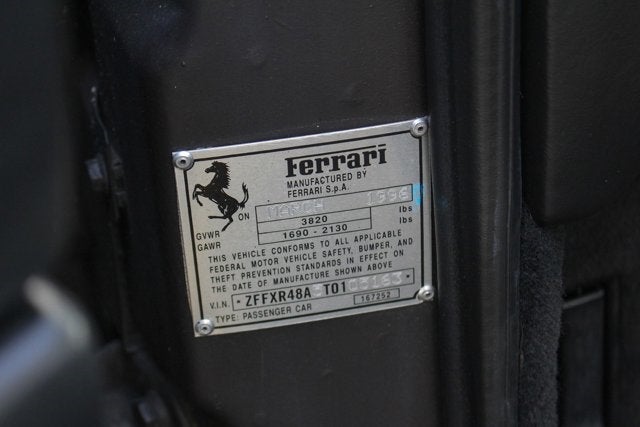 Ferrari
MANUFACTURED BY
FERRARI S.p.A.
ON MARCH 1996
GVWR 3820 lbs
GAWR 1690 - 2130 lbs
THIS VEHICLE CONFORMS TO ALL APPLICABLE
FEDERAL MOTOR VEHICLE SAFETY, BUMPER, AND
THEFT PREVENTION STANDARDS IN EFFECT ON
THE DATE OF MANUFACTURE SHOWN ABOVE
V.I.N. * ZFFXR48A T01 *
TYPE: PASSENGER CAR 167252